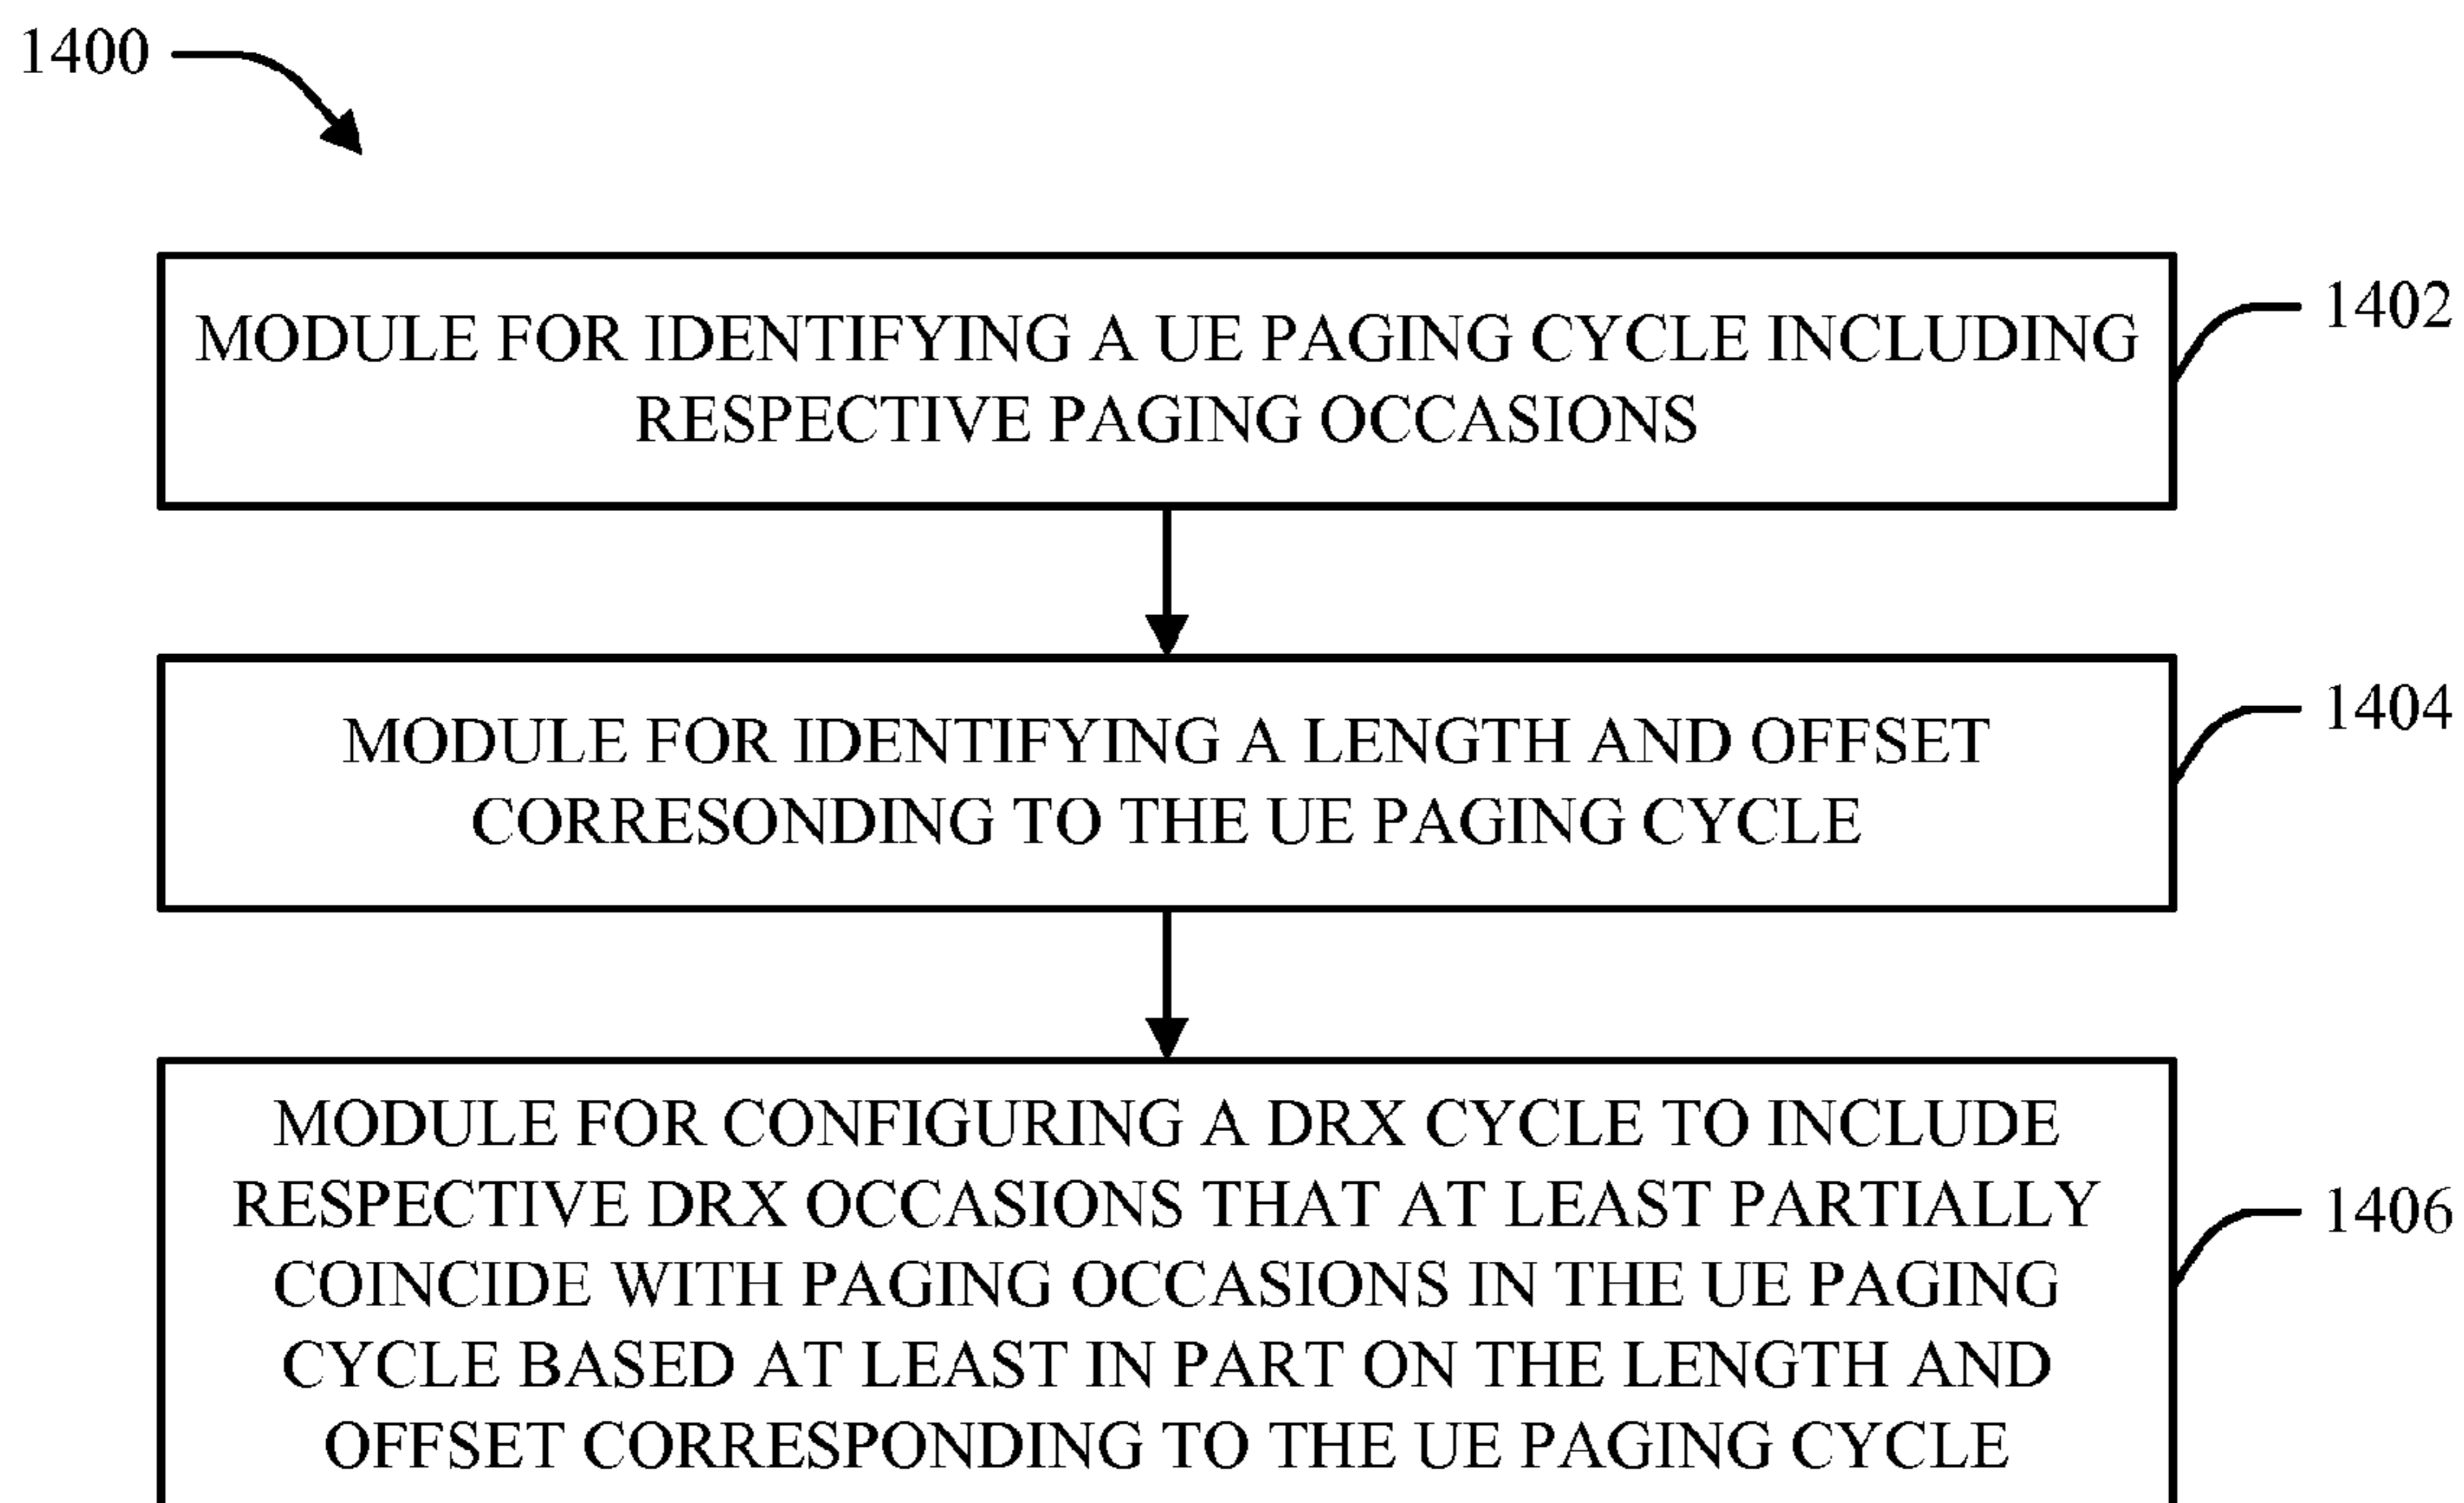 1400
MODULE FOR IDENTIFYING A UE PAGING CYCLE INCLUDING
RESPECTIVE PAGING OCCASIONS
1402
MODULE FOR IDENTIFYING A LENGTH AND OFFSET
CORRESONDING TO THE UE PAGING CYCLE
1404
MODULE FOR CONFIGURING A DRX CYCLE TO INCLUDE
RESPECTIVE DRX OCCASIONS THAT AT LEAST PARTIALLY
COINCIDE WITH PAGING OCCASIONS IN THE UE PAGING
CYCLE BASED AT LEAST IN PART ON THE LENGTH AND
OFFSET CORRESPONDING TO THE UE PAGING CYCLE
1406